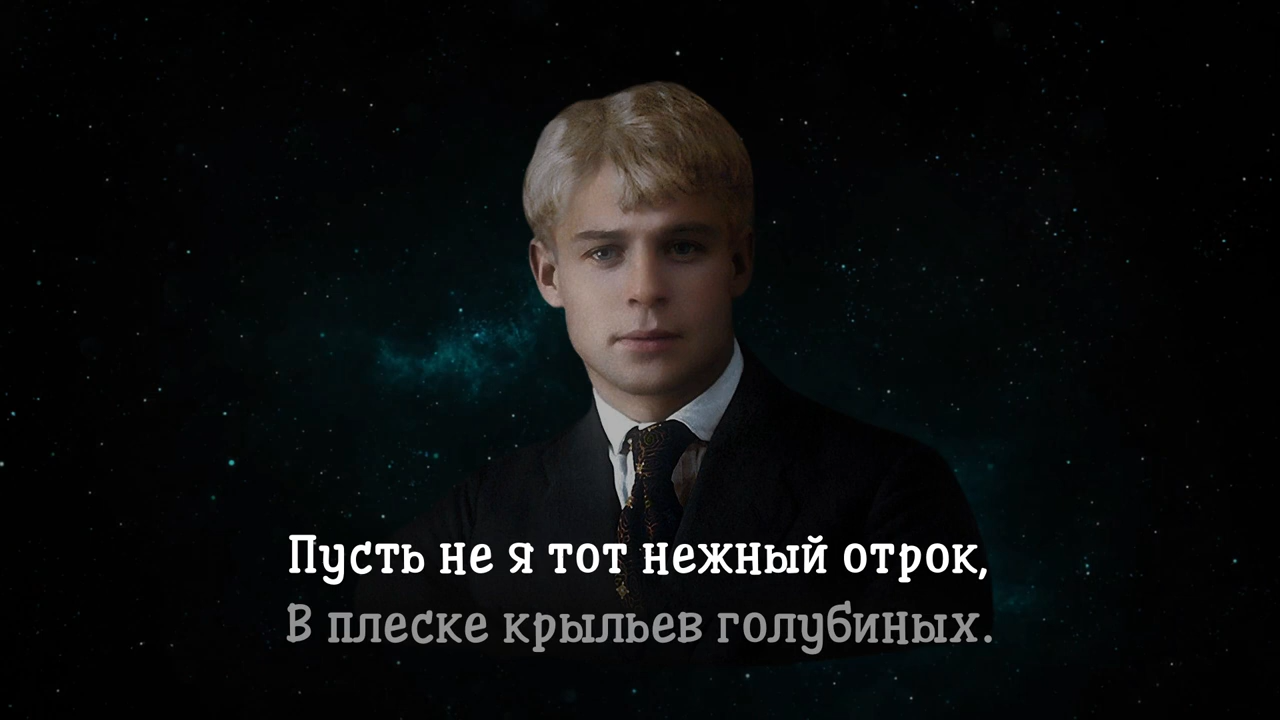 Пусть не я тот нежный отрок,
В плеске крыльев голубиных.